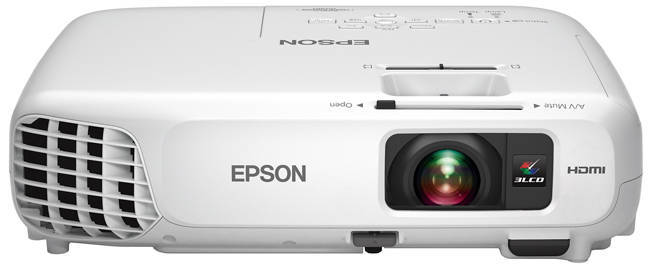 EPSON
Open
A/V Mute
EPSON
3LCD
HDMI